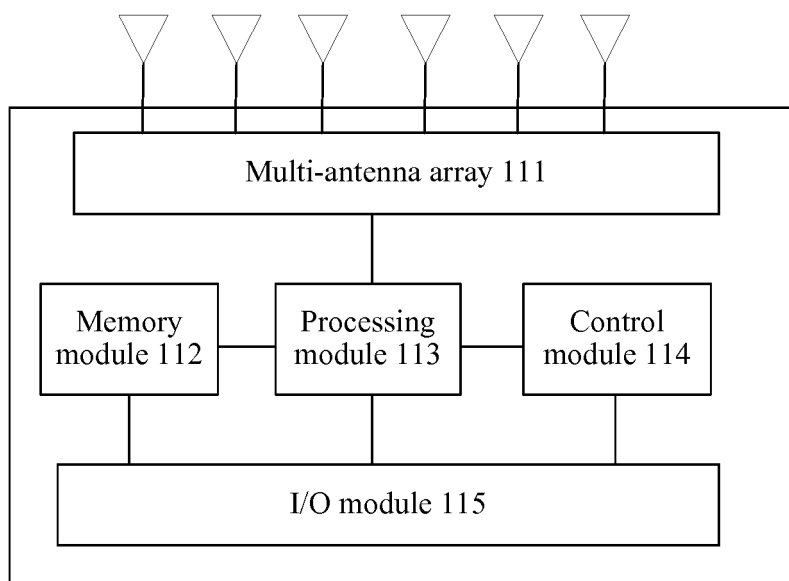 Multi-antenna array 111
Memory
module 112
Processing
module 113
Control
module 114
I/O module 115